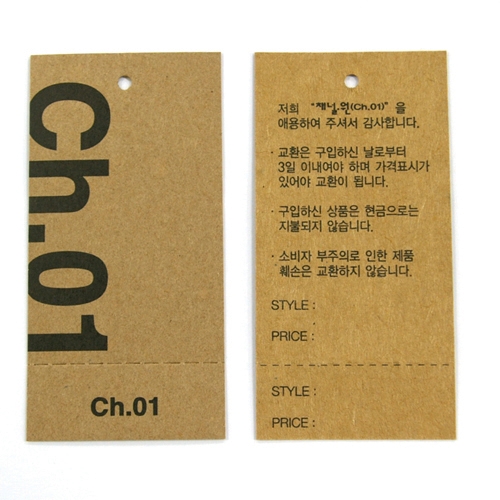 Ch.01
Ch.01
저희 "채널.원(Ch.01)" 을
애용하여 주셔서 감사합니다.
· 교환은 구입하신 날로부터
3일 이내여야 하며 가격표시가
있어야 교환이 됩니다.
· 구입하신 상품은 현금으로는
지불되지 않습니다.
· 소비자 부주의로 인한 제품
훼손은 교환하지 않습니다.
STYLE :
PRICE :
STYLE :
PRICE :